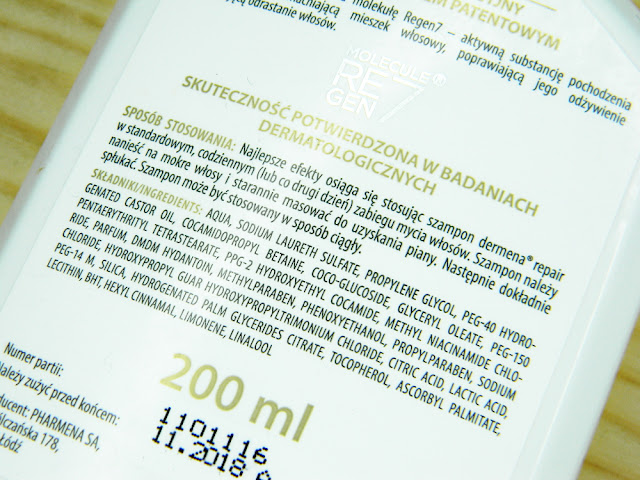 CYJNY
EM PATENTOWYM
molekułę Regen7 – aktywną substancję pochodzenia
mieszek włosowy, poprawiającą jego odżywienie
odrastanie włosów.
MOLECULE
RE
GEN 7
SKUTECZNOŚĆ POTWIERDZONA W BADANIACH
DERMATOLOGICZNYCH
SPOSÓB STOSOWANIA: Najlepsze efekty osiąga się stosując szampon dermena® repair
w standardowym, codziennym (lub co drugi dzień) zabiegu mycia włosów. Szampon należy
nanieść na mokre włosy i starannie masować do uzyskania piany. Następnie dokładnie
spłukać. Szampon może być stosowany w sposób ciągły.
SKŁADNIKI/INGREDIENTS: AQUA, SODIUM LAURETH SULFATE, PROPYLENE GLYCOL, PEG-40 HYDRO-
GENATED CASTOR OIL, COCAMIDOPROPYL BETAINE, COCO-GLUCOSIDE, GLYCERYL OLEATE, PEG-150
PENTAERYTHRITYL TETRASTEARATE, PPG-2 HYDROXYETHYL COCAMIDE, METHYL NIACINAMIDE CHLO-
RIDE, PARFUM, DMDM HYDANTOIN, METHYLPARABEN, PHENOXYETHANOL, PROPYLPARABEN, SODIUM
CHLORIDE, HYDROXYPROPYL GUAR HYDROXYPROPYLTRIMONIUM CHLORIDE, CITRIC ACID, LACTIC ACID,
PEG-14 M, SILICA, HYDROGENATED PALM GLYCERIDES CITRATE, TOCOPHEROL, ASCORBYL PALMITATE,
LECITHIN, BHT, HEXYL CINNAMAL, LIMONENE, LINALOOL
200 ml
Numer partii:
1101116
ależy zużyć przed końcem:
11.2018
ducent: PHARMENA SA,
ólczańska 178,
Łódź